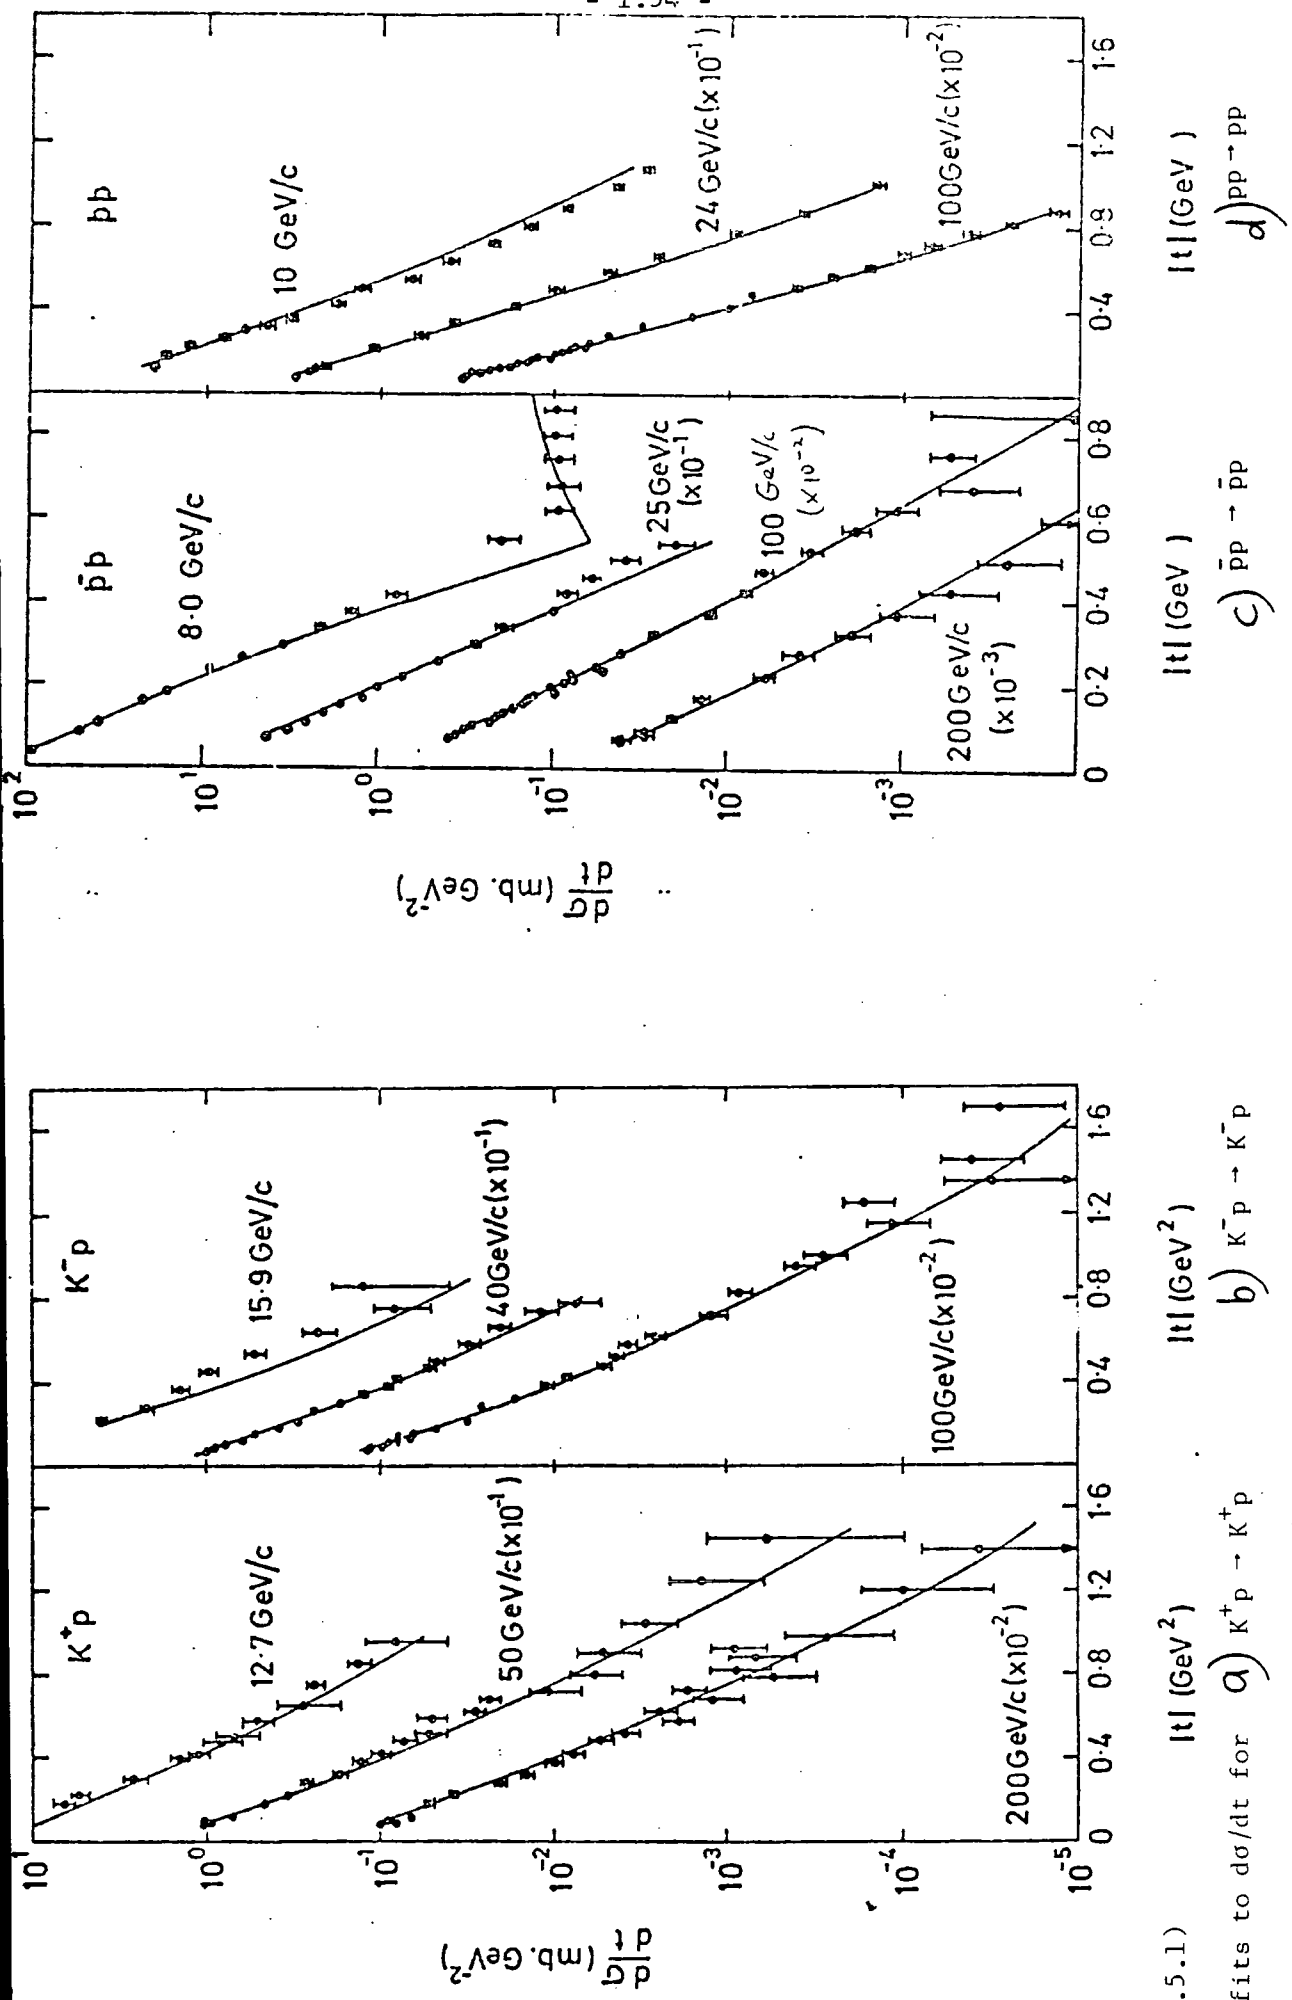 K⁺p
12.7 GeV/c
50 GeV/c (x10⁻¹)
200 GeV/c (x10⁻²)
K⁻p
15.9 GeV/c
40 GeV/c (x10⁻¹)
100 GeV/c (x10⁻²)
10¹
10⁰
10⁻¹
10⁻²
10⁻³
10⁻⁴
10⁻⁵
dσ/dt (mb. GeV⁻²)
0 0.4 0.8 1.2 1.6
0.4 0.8 1.2 1.6
|t| (GeV²)
|t| (GeV²)
p̄p
8.0 GeV/c
25 GeV/c
(x10⁻¹)
100 GeV/c
(x10⁻²)
200 GeV/c
(x10⁻³)
pp
10 GeV/c
24 GeV/c (x10⁻¹)
100 GeV/c (x10⁻²)
10²
10¹
10⁰
10⁻¹
10⁻²
10⁻³
dσ/dt (mb. GeV⁻²)
0 0.2 0.4 0.6 0.8
0.4 0.8 1.2 1.6
|t| (GeV )
|t| (GeV )
.5.1)
fits to dσ/dt for a) K⁺p → K⁺p b) K⁻p → K⁻p c) p̄p → p̄p d) pp → pp